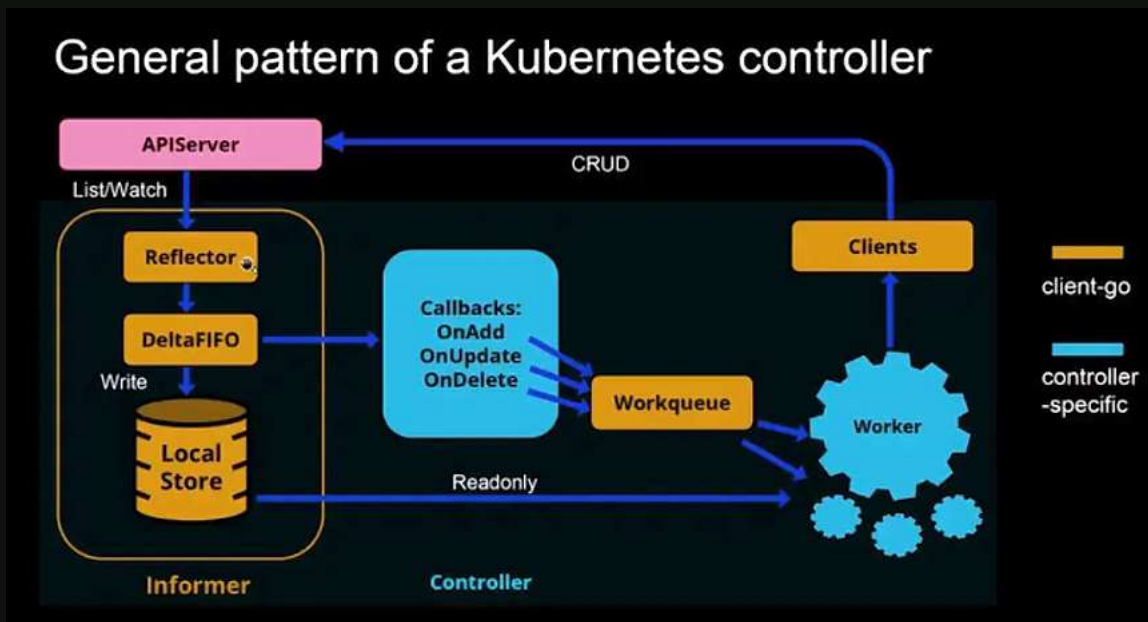 General pattern of a Kubernetes controller
APIServer
CRUD
List/Watch
Reflector
Clients
client-go
DeltaFIFO
Callbacks:
OnAdd
OnUpdate
OnDelete
controller
-specific
Write
Workqueue
Worker
Local
Store
Readonly
Informer
Controller